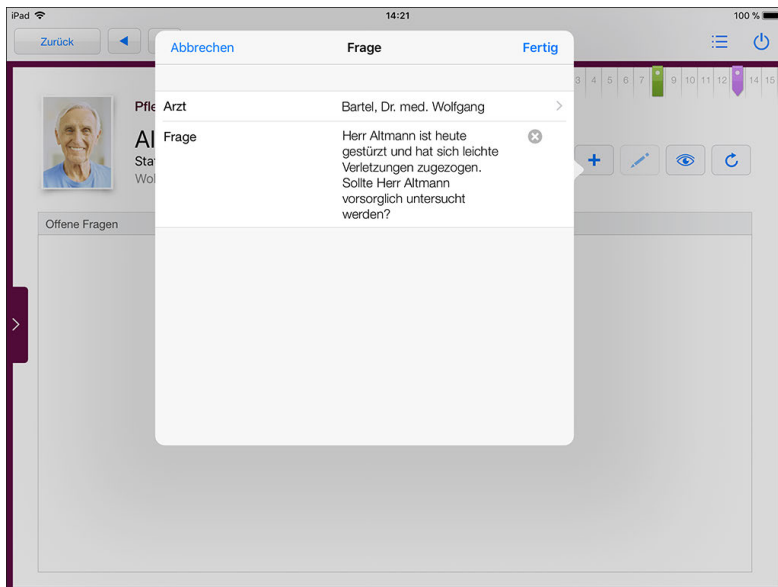 iPad 14:21 100 %
Zurück
Abbrechen Frage Fertig
3 4 5 6 7 9 10 11 12 14 15
Arzt Bartel, Dr. med. Wolfgang
Frage Herr Altmann ist heute
gestürzt und hat sich leichte
Verletzungen zugezogen.
Sollte Herr Altmann
vorsorglich untersucht
werden?
Pfle
Al
Sta
Wo
Offene Fragen